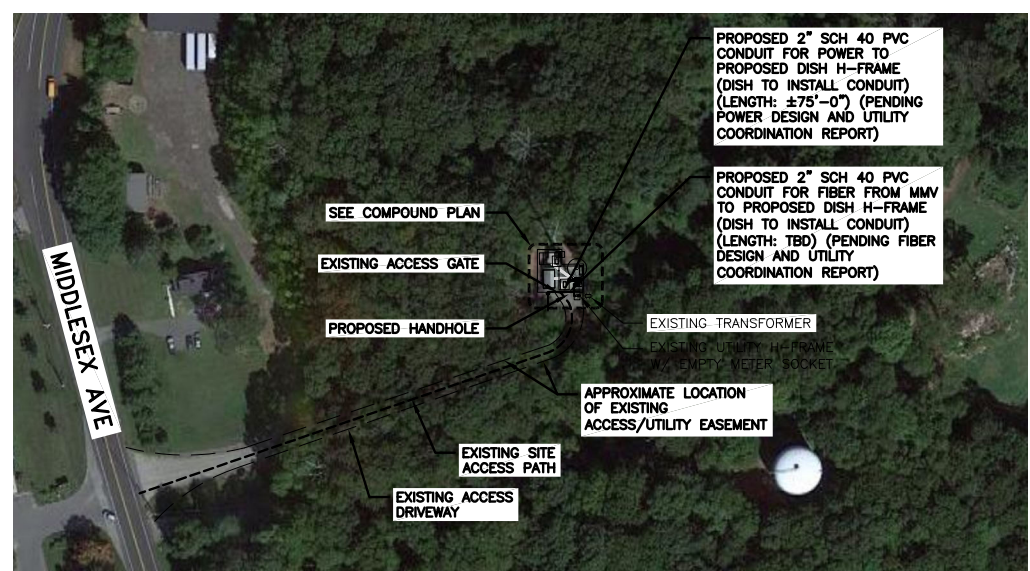 PROPOSED 2" SCH 40 PVC
CONDUIT FOR POWER TO
PROPOSED DISH H-FRAME
(DISH TO INSTALL CONDUIT)
(LENGTH: ±75'-0") (PENDING
POWER DESIGN AND UTILITY
COORDINATION REPORT)
PROPOSED 2" SCH 40 PVC
CONDUIT FOR FIBER FROM MMV
TO PROPOSED DISH H-FRAME
(DISH TO INSTALL CONDUIT)
(LENGTH: TBD) (PENDING FIBER
DESIGN AND UTILITY
COORDINATION REPORT)
SEE COMPOUND PLAN
EXISTING ACCESS GATE
PROPOSED HANDHOLE
EXISTING TRANSFORMER
EXISTING UTILITY H-FRAME
W/ EMPTY METER SOCKET
APPROXIMATE LOCATION
OF EXISTING
ACCESS/UTILITY EASEMENT
EXISTING SITE
ACCESS PATH
EXISTING ACCESS
DRIVEWAY
MIDDLESEX AVE